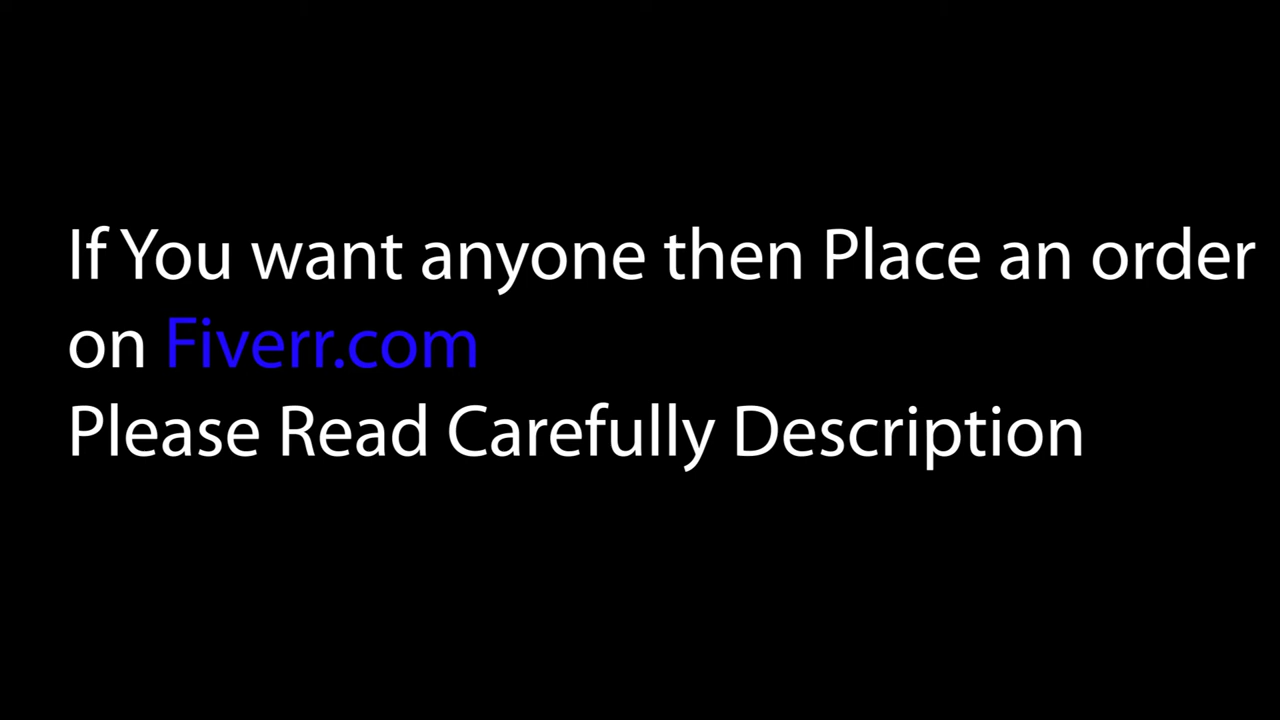 If You want anyone then Place an order
on Fiverr.com
Please Read Carefully Description